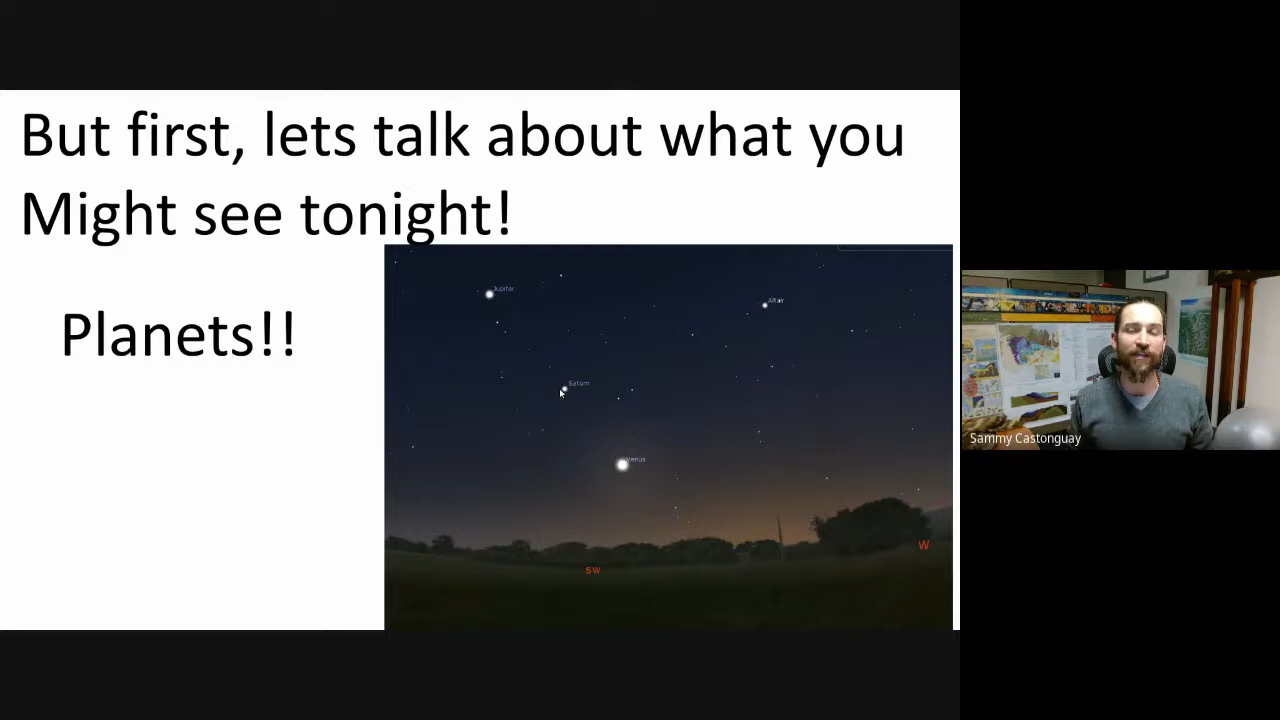 But first, lets talk about what you
Might see tonight!
Planets!!
Jupiter
Altair
Saturn
Venus
SW
W
Sammy Castonguay